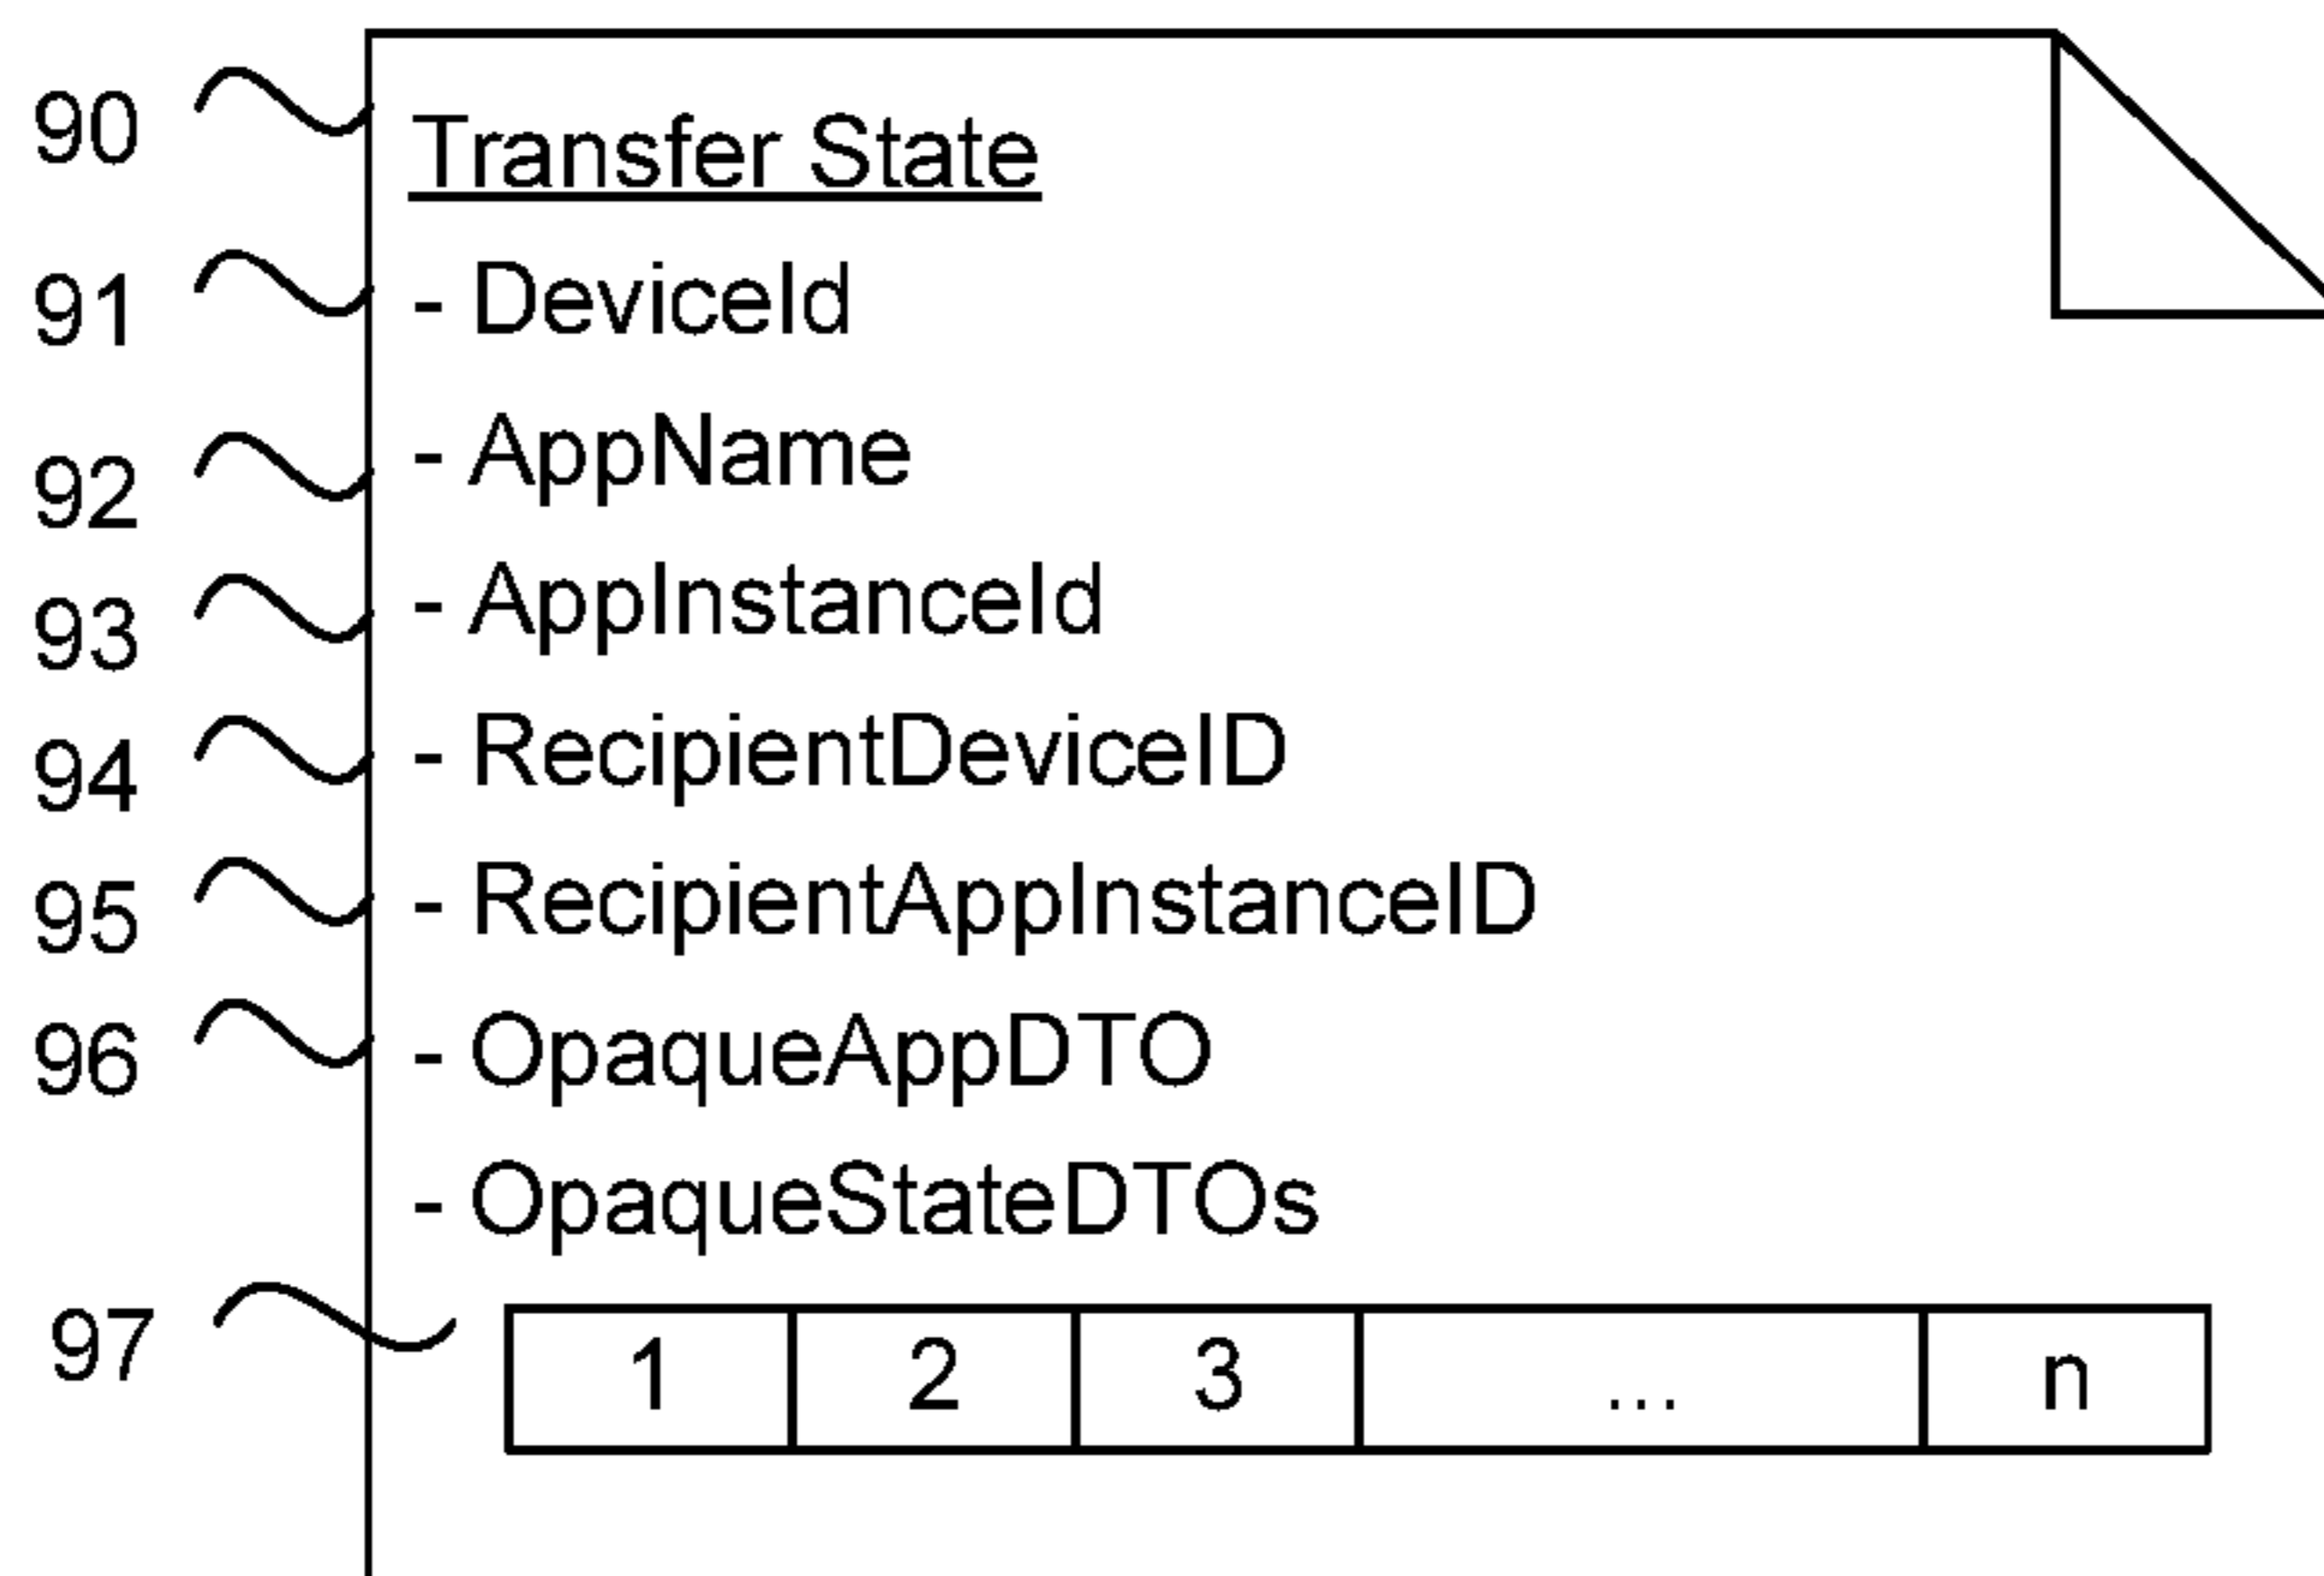 90 Transfer State
91 - DeviceId
92 - AppName
93 - AppInstanceId
94 - RecipientDeviceID
95 - RecipientAppInstanceID
96 - OpaqueAppDTO
- OpaqueStateDTOs
97 1 2 3 ... n